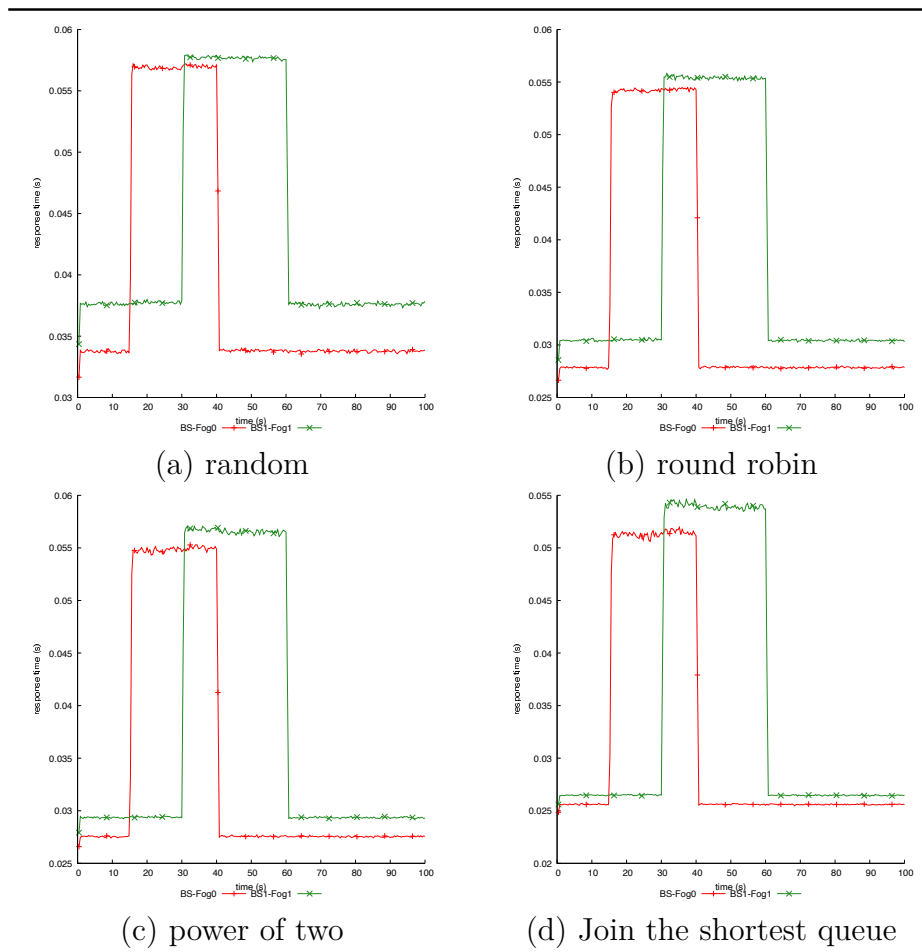 0.06
0.055
0.05
0.045
0.04
0.035
0.03
response time (s)
0 10 20 30 40 50 60 70 80 90 100
time (s)
BS-Fog0 BS1-Fog1
(a) random
0.06
0.055
0.05
0.045
0.04
0.035
0.03
0.025
response time (s)
0 10 20 30 40 50 60 70 80 90 100
time (s)
BS-Fog0 BS1-Fog1
(b) round robin
0.06
0.055
0.05
0.045
0.04
0.035
0.03
0.025
response time (s)
0 10 20 30 40 50 60 70 80 90 100
time (s)
BS-Fog0 BS1-Fog1
(c) power of two
0.055
0.05
0.045
0.04
0.035
0.03
0.025
0.02
response time (s)
0 10 20 30 40 50 60 70 80 90 100
time (s)
BS-Fog0 BS1-Fog1
(d) Join the shortest queue